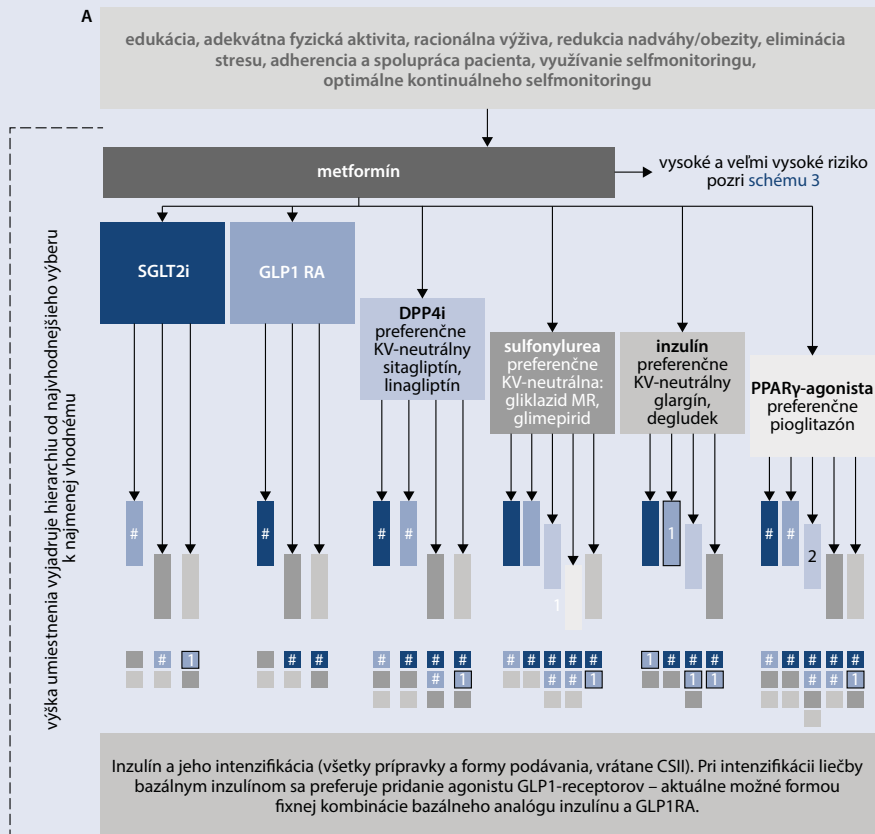 A
edukácia, adekvátna fyzická aktivita, racionálna výživa, redukcia nadváhy/obezity, eliminácia
stresu, adherencia a spolupráca pacienta, využívanie selfmonitoringu,
optimálne kontinuálneho selfmonitoringu
metformín
vysoké a veľmi vysoké riziko
pozri schému 3
výška umiestnenia vyjadruje hierarchiu od najvhodnejšieho výberu
k najmenej vhodnému
SGLT2i
GLP1 RA
DPP4i
preferenčne
KV-neutrálny
sitagliptín,
linagliptín
sulfonylurea
preferenčne
KV-neutrálna:
gliklazid MR,
glimepirid
inzulín
preferenčne
KV-neutrálny
glargín,
degludek
PPARγ-agonista
preferenčne
pioglitazón
# # # # 1 # #
2
1
# 1 # # # # # # # # # # # 1 # # # # # # # #
# 1 # # 1 1 1 # # 1
Inzulín a jeho intenzifikácia (všetky prípravky a formy podávania, vrátane CSII). Pri intenzifikácii liečby
bazálnym inzulínom sa preferuje pridanie agonistu GLP1-receptorov – aktuálne možné formou
fixnej kombinácie bazálneho analógu inzulínu a GLP1RA.